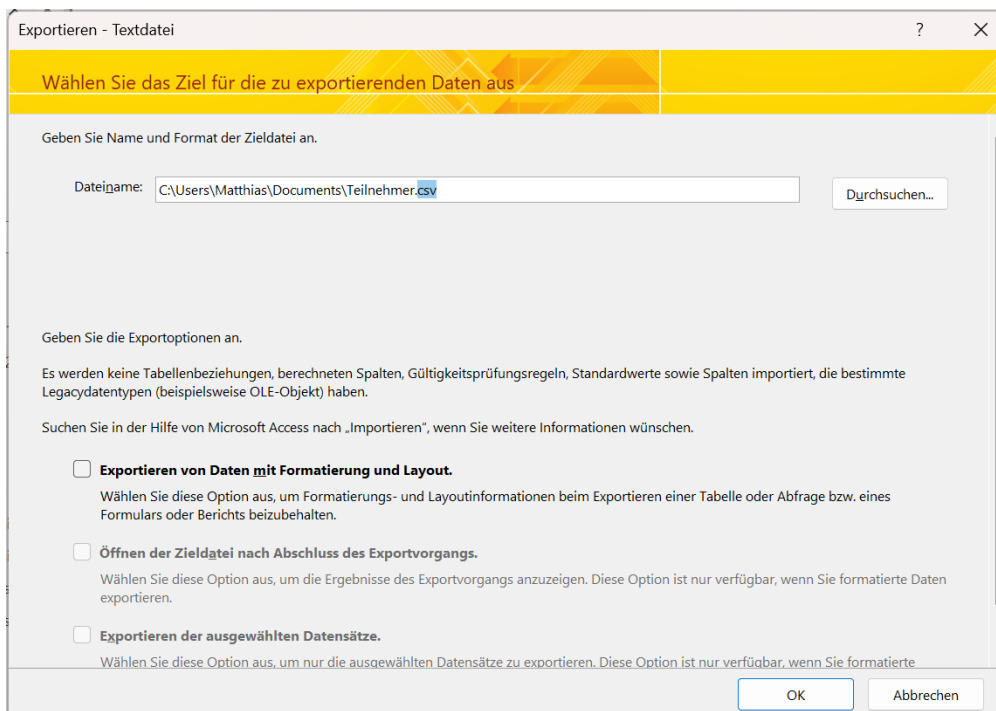 Exportieren - Textdatei
?
Wählen Sie das Ziel für die zu exportierenden Daten aus
Geben Sie Name und Format der Zieldatei an.
Dateiname: C:\Users\Matthias\Documents\Teilnehmer.csv Durchsuchen...
Geben Sie die Exportoptionen an.
Es werden keine Tabellenbeziehungen, berechneten Spalten, Gültigkeitsprüfungsregeln, Standardwerte sowie Spalten importiert, die bestimmte
Legacydatentypen (beispielsweise OLE-Objekt) haben.
Suchen Sie in der Hilfe von Microsoft Access nach „Importieren“, wenn Sie weitere Informationen wünschen.
Exportieren von Daten mit Formatierung und Layout.
Wählen Sie diese Option aus, um Formatierungs- und Layoutinformationen beim Exportieren einer Tabelle oder Abfrage bzw. eines
Formulars oder Berichts beizubehalten.
Öffnen der Zieldatei nach Abschluss des Exportvorgangs.
Wählen Sie diese Option aus, um die Ergebnisse des Exportvorgangs anzuzeigen. Diese Option ist nur verfügbar, wenn Sie formatierte Daten
exportieren.
Exportieren der ausgewählten Datensätze.
Wählen Sie diese Option aus, um nur die ausgewählten Datensätze zu exportieren. Diese Option ist nur verfügbar, wenn Sie formatierte
OK Abbrechen